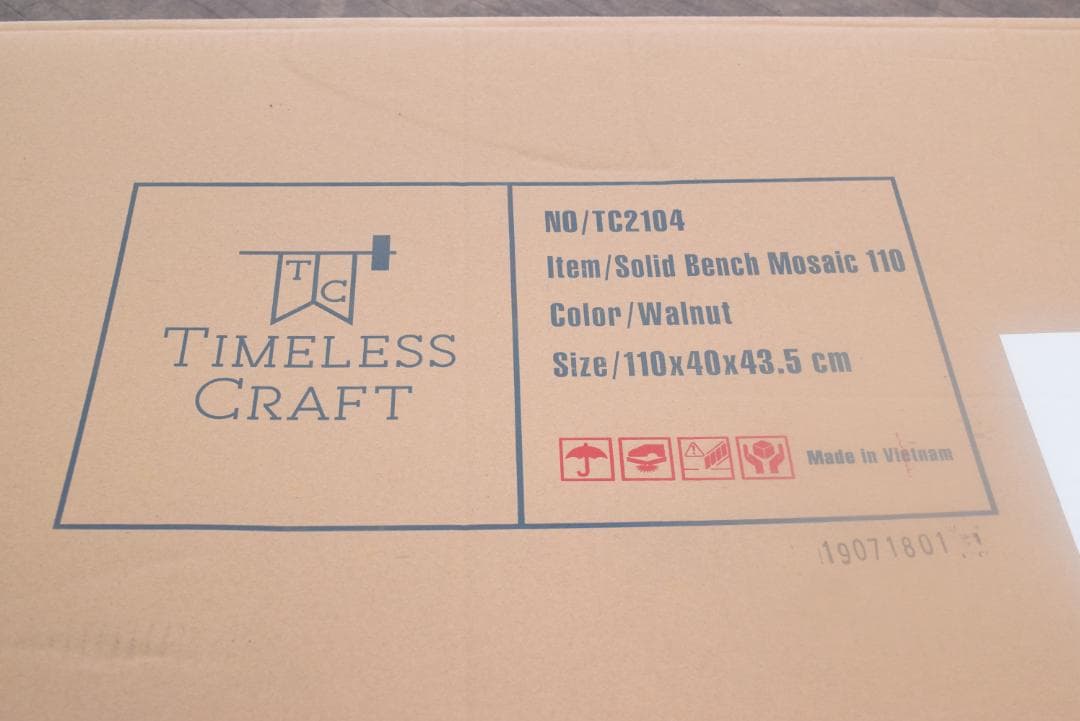 TC
TIMELESS
CRAFT
NO/TC2104
Item/Solid Bench Mosaic 110
Color/Walnut
Size/110x40x43.5 cm
Made in Vietnam
19071801